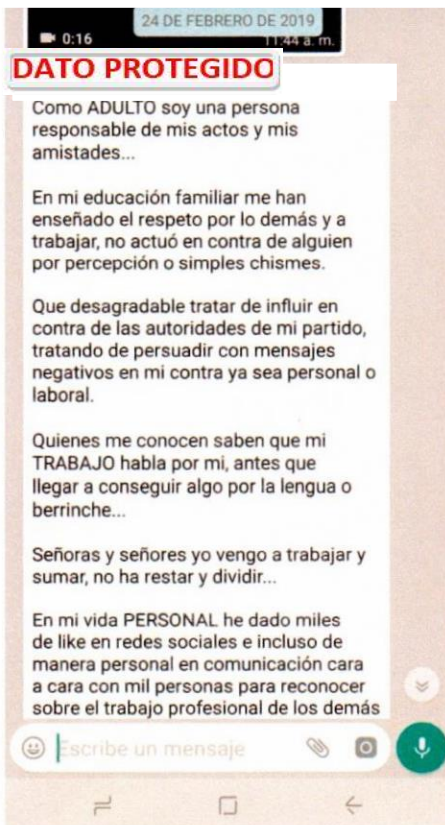 24 DE FEBRERO DE 2019
0:16
11:44 a. m.
DATO PROTEGIDO
Como ADULTO soy una persona
responsable de mis actos y mis
amistades...
En mi educación familiar me han
enseñado el respeto por lo demás y a
trabajar, no actuó en contra de alguien
por percepción o simples chismes.
Que desagradable tratar de influir en
contra de las autoridades de mi partido,
tratando de persuadir con mensajes
negativos en mi contra ya sea personal o
laboral.
Quienes me conocen saben que mi
TRABAJO habla por mi, antes que
llegar a conseguir algo por la lengua o
berrinche...
Señoras y señores yo vengo a trabajar y
sumar, no ha restar y dividir...
En mi vida PERSONAL he dado miles
de like en redes sociales e incluso de
manera personal en comunicación cara
a cara con mil personas para reconocer
sobre el trabajo profesional de los demás
Escribe un mensaje